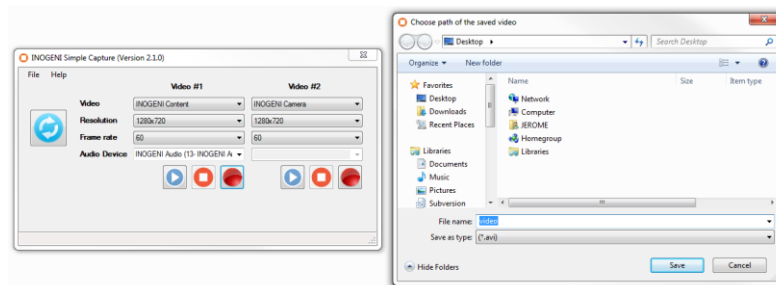 INOGENI Simple Capture (Version 2.1.0)
File Help
Video #1 Video #2
Video INOGENI Content INOGENI Camera
Resolution 1280x720 1280x720
Frame rate 60 60
Audio Device INOGENI Audio (13- INOGENI A
Choose path of the saved video
Desktop
Search Desktop
Organize New folder
Favorites
Desktop
Downloads
Recent Places
Libraries
Documents
Music
Pictures
Subversion
Name Size Item type
Network
Computer
JEROME
Homegroup
Libraries
File name: video
Save as type: (*.avi)
Hide Folders Save Cancel